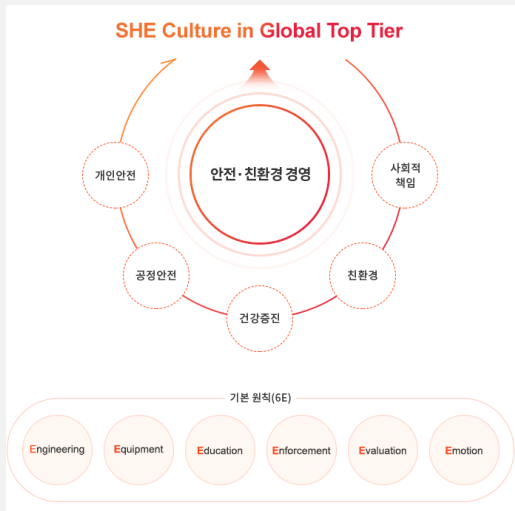 SHE Culture in Global Top Tier
안전·친환경 경영
개인안전
사회적
책임
공정안전
친환경
건강증진
기본 원칙(6E)
Engineering
Equipment
Education
Enforcement
Evaluation
Emotion